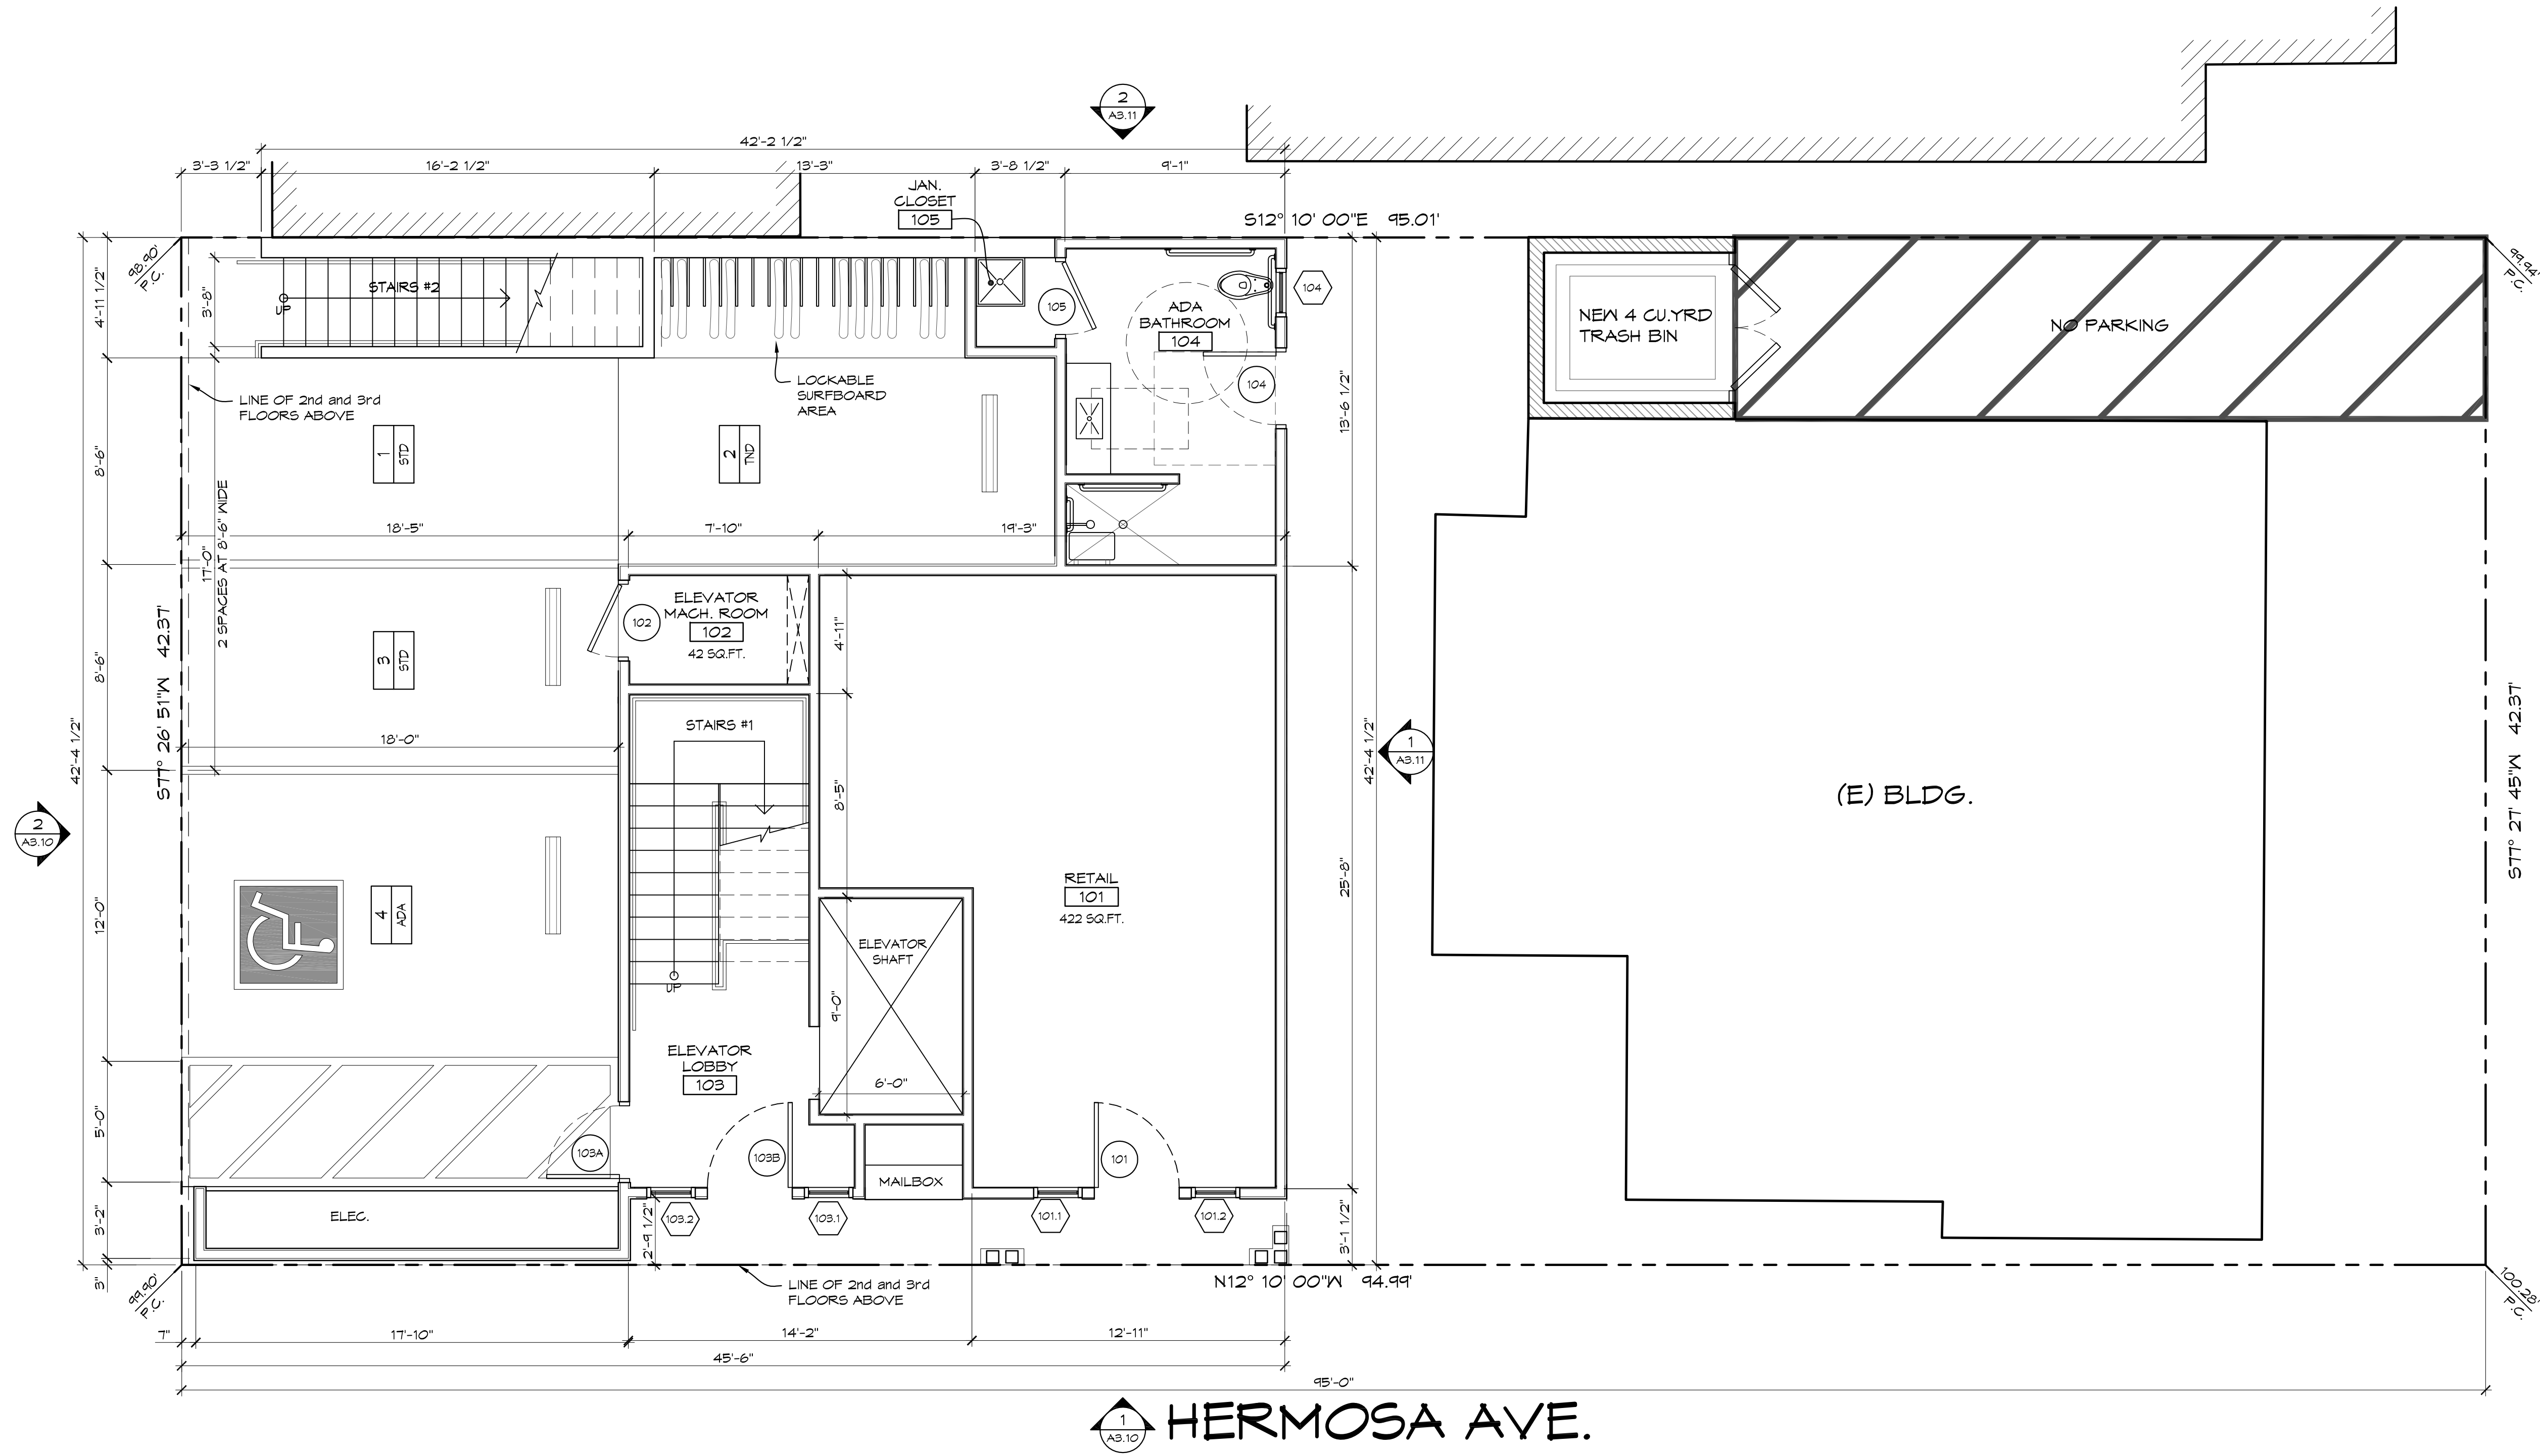 2
A3.11
42'-2 1/2"
3'-3 1/2"
16'-2 1/2"
13'-3"
3'-8 1/2"
9'-1"
JAN.
CLOSET
105
S12° 10' 00"E 95.01'
98.90'
P.C.
99.94'
P.C.
4'-11 1/2"
3'-8"
STAIRS #2
UP
105
ADA
BATHROOM
104
104
104
NEW 4 CU.YRD
TRASH BIN
NO PARKING
LINE OF 2nd and 3rd
FLOORS ABOVE
LOCKABLE
SURFBOARD
AREA
13'-6 1/2"
8'-6"
1
STD
2
TND
2 SPACES AT 8'-6" WIDE
17'-0"
18'-5"
7'-10"
19'-3"
S77° 26' 51"W 42.37'
42'-4 1/2"
8'-6"
3
STD
102
ELEVATOR
MACH. ROOM
102
42 SQ.FT.
4'-11"
18'-0"
STAIRS #1
8'-5"
42'-4 1/2"
1
A3.11
(E) BLDG.
S77° 27' 45"W 42.37'
2
A3.10
12'-0"
4
ADA
UP
ELEVATOR
SHAFT
9'-0"
6'-0"
RETAIL
101
422 SQ.FT.
25'-8"
ELEVATOR
LOBBY
103
5'-0"
103A
103B
101
MAILBOX
3'-2"
ELEC.
103.2
103.1
101.1
101.2
2'-9 1/2"
3'-1 1/2"
3"
99.90'
P.C.
LINE OF 2nd and 3rd
FLOORS ABOVE
N12° 10' 00"W 94.99'
100.28'
P.C.
7"
17'-10"
14'-2"
12'-11"
45'-6"
95'-0"
1
A3.10
HERMOSA AVE.